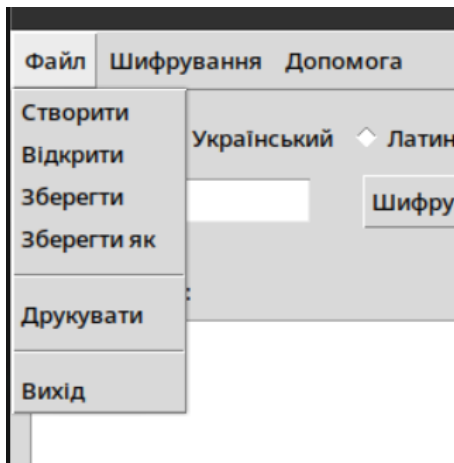 Файл Шифрування Допомога
Створити
Відкрити
Український
Зберегти
Зберегти як
:
Друкувати
Вихід